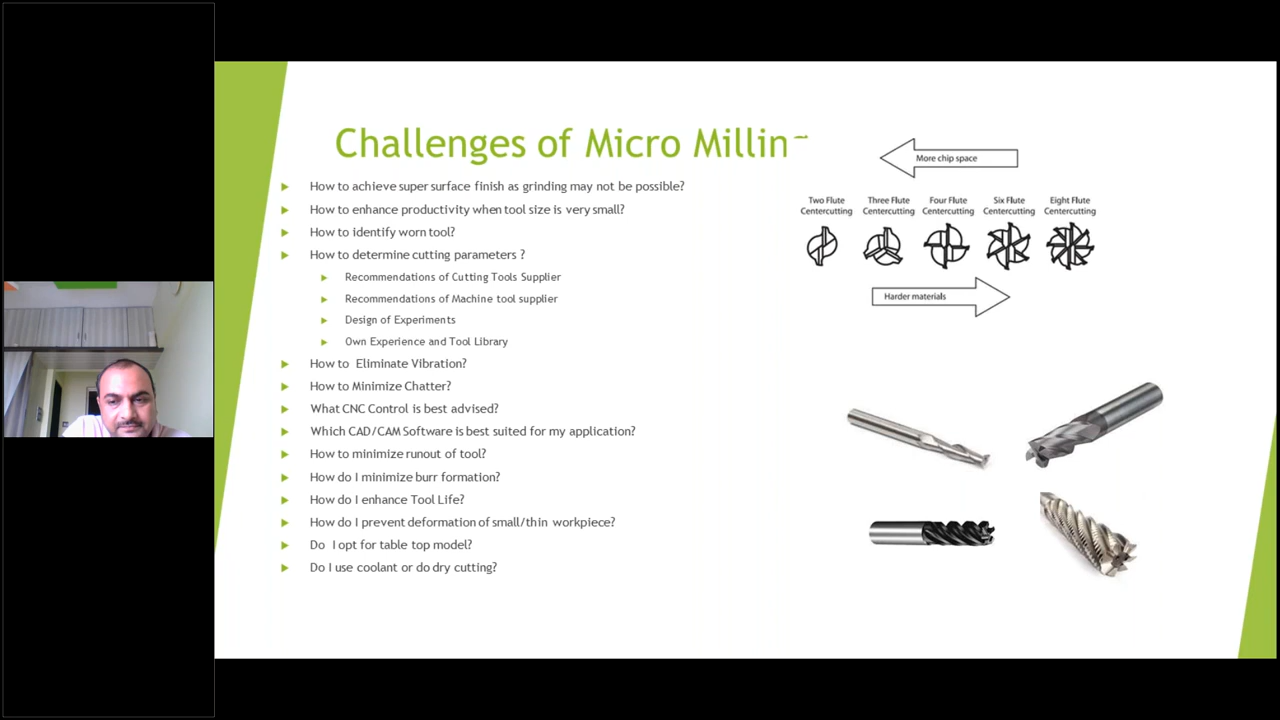 Challenges of Micro Millin
How to achieve super surface finish as grinding may not be possible?
How to enhance productivity when tool size is very small?
How to identify worn tool?
How to determine cutting parameters ?
Recommendations of Cutting Tools Supplier
Recommendations of Machine tool supplier
Design of Experiments
Own Experience and Tool Library
How to Eliminate Vibration?
How to Minimize Chatter?
What CNC Control is best advised?
Which CAD/CAM Software is best suited for my application?
How to minimize runout of tool?
How do I minimize burr formation?
How do I enhance Tool Life?
How do I prevent deformation of small/thin workpiece?
Do I opt for table top model?
Do I use coolant or do dry cutting?
More chip space
Two Flute Three Flute Four Flute Six Flute Eight Flute
Centercutting Centercutting Centercutting Centercutting Centercutting
Harder materials